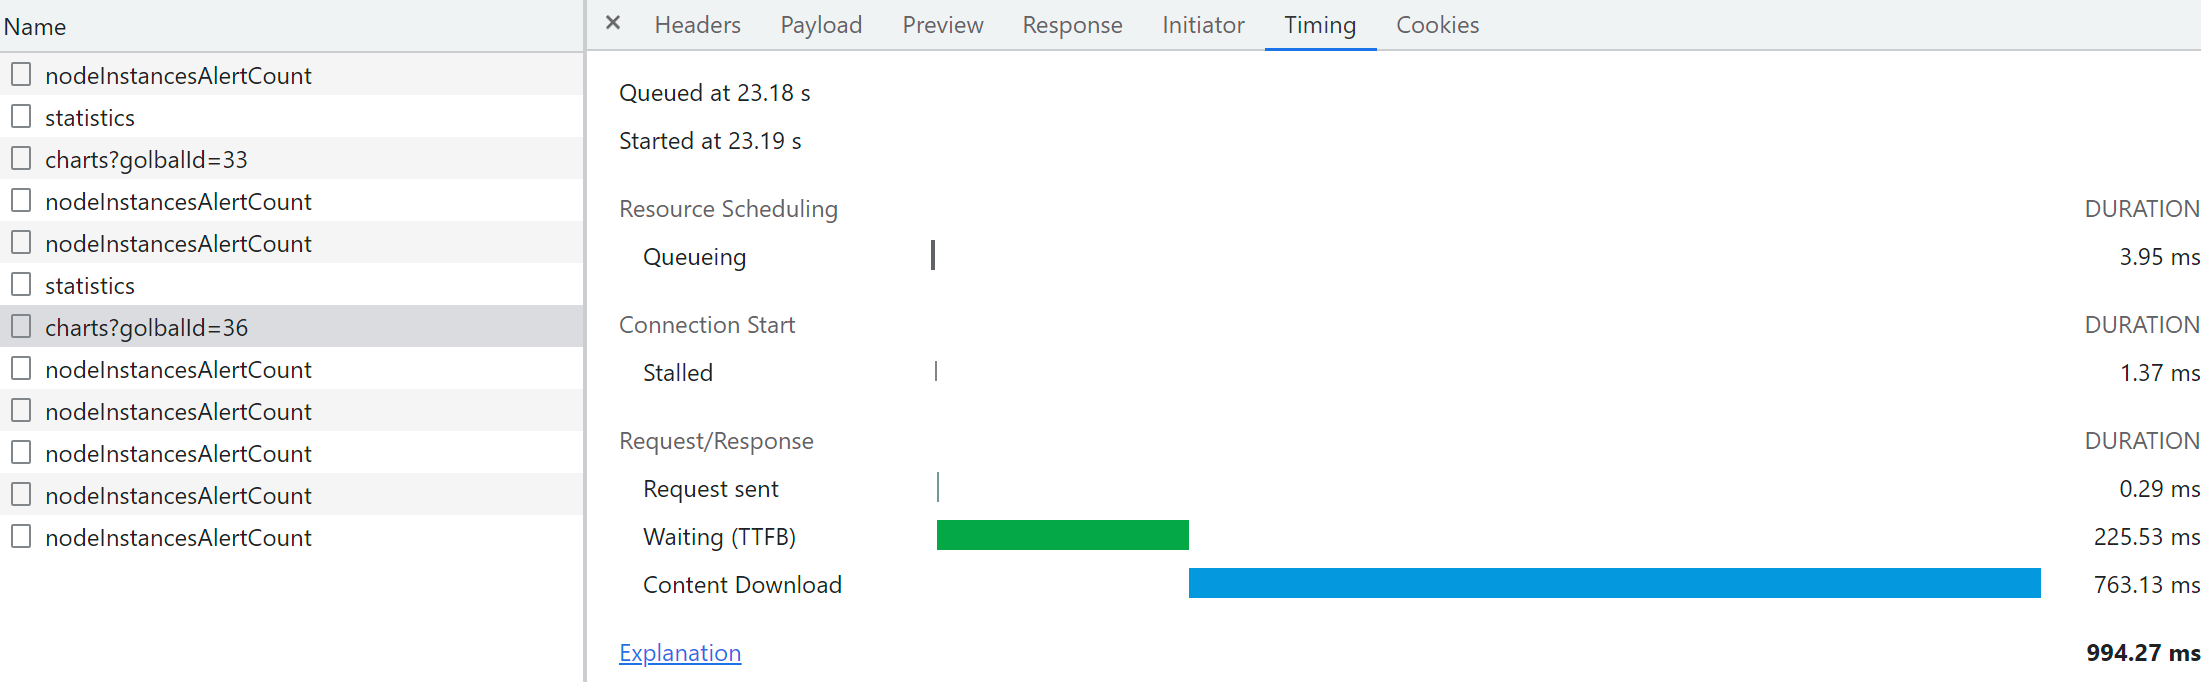 Name
nodeInstancesAlertCount
statistics
charts?golbalId=33
nodeInstancesAlertCount
nodeInstancesAlertCount
statistics
charts?golbalId=36
nodeInstancesAlertCount
nodeInstancesAlertCount
nodeInstancesAlertCount
nodeInstancesAlertCount
nodeInstancesAlertCount
× Headers Payload Preview Response Initiator Timing Cookies
Queued at 23.18 s
Started at 23.19 s
Resource Scheduling DURATION
Queueing 3.95 ms
Connection Start DURATION
Stalled 1.37 ms
Request/Response DURATION
Request sent 0.29 ms
Waiting (TTFB) 225.53 ms
Content Download 763.13 ms
Explanation 994.27 ms